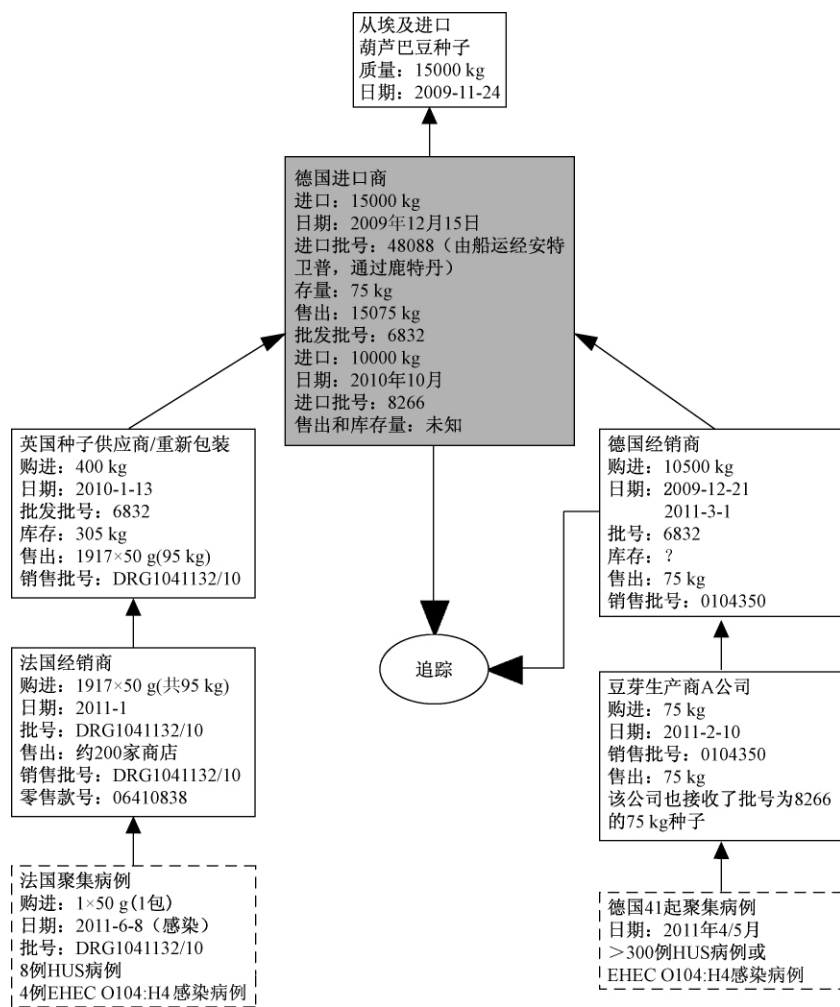 从埃及进口
葫芦巴豆种子
质量：15000 kg
日期：2009-11-24
德国进口商
进口：15000 kg
日期：2009年12月15日
进口批号：48088（由船运经安特
卫普，通过鹿特丹）
存量：75 kg
售出：15075 kg
批发批号：6832
进口：10000 kg
日期：2010年10月
进口批号：8266
售出和库存量：未知
英国种子供应商/重新包装
购进：400 kg
日期：2010-1-13
批发批号：6832
库存：305 kg
售出：1917×50 g(95 kg)
销售批号：DRG1041132/10
德国经销商
购进：10500 kg
日期：2009-12-21
2011-3-1
批号：6832
库存：?
售出：75 kg
销售批号：0104350
追踪
法国经销商
购进：1917×50 g(共95 kg)
日期：2011-1
批号：DRG1041132/10
售出：约200家商店
销售批号：DRG1041132/10
零售款号：06410838
豆芽生产商A公司
购进：75 kg
日期：2011-2-10
销售批号：0104350
售出：75 kg
该公司也接收了批号为8266
的75 kg种子
法国聚集病例
购进：1×50 g(1包)
日期：2011-6-8（感染）
批号：DRG1041132/10
8例HUS病例
4例EHEC O104:H4感染病例
德国41起聚集病例
日期：2011年4/5月
＞300例HUS病例或
EHEC O104:H4感染病例